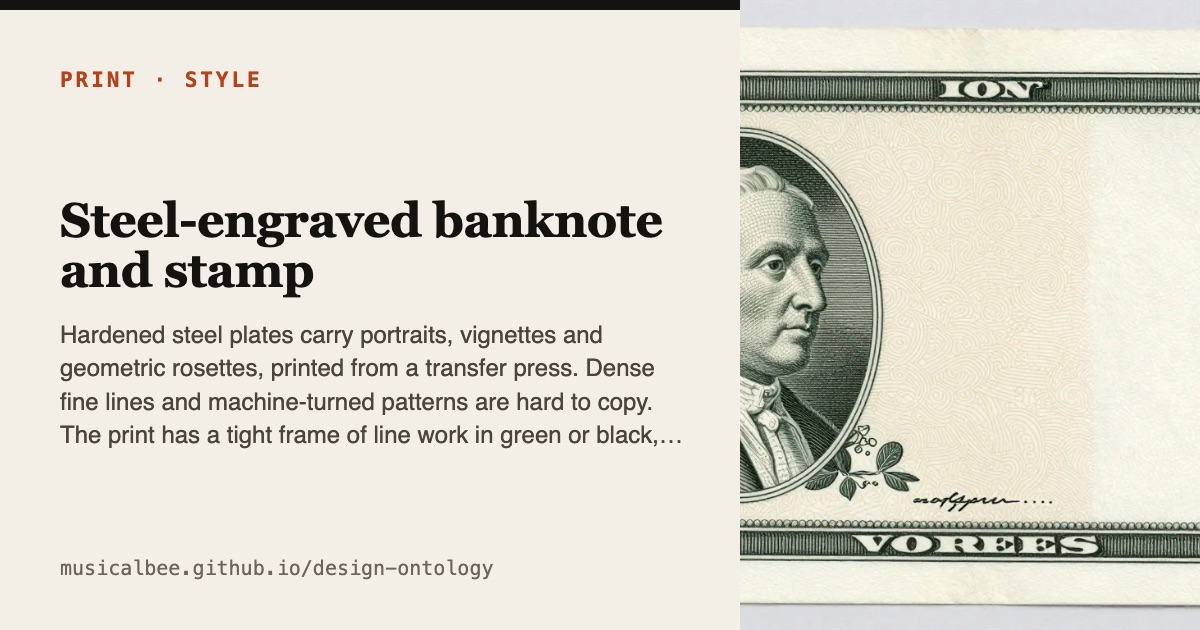 PRINT · STYLE
Steel-engraved banknote
and stamp
Hardened steel plates carry portraits, vignettes and
geometric rosettes, printed from a transfer press. Dense
fine lines and machine-turned patterns are hard to copy.
The print has a tight frame of line work in green or black,…
musicalbee.github.io/design-ontology
ION
VOREES